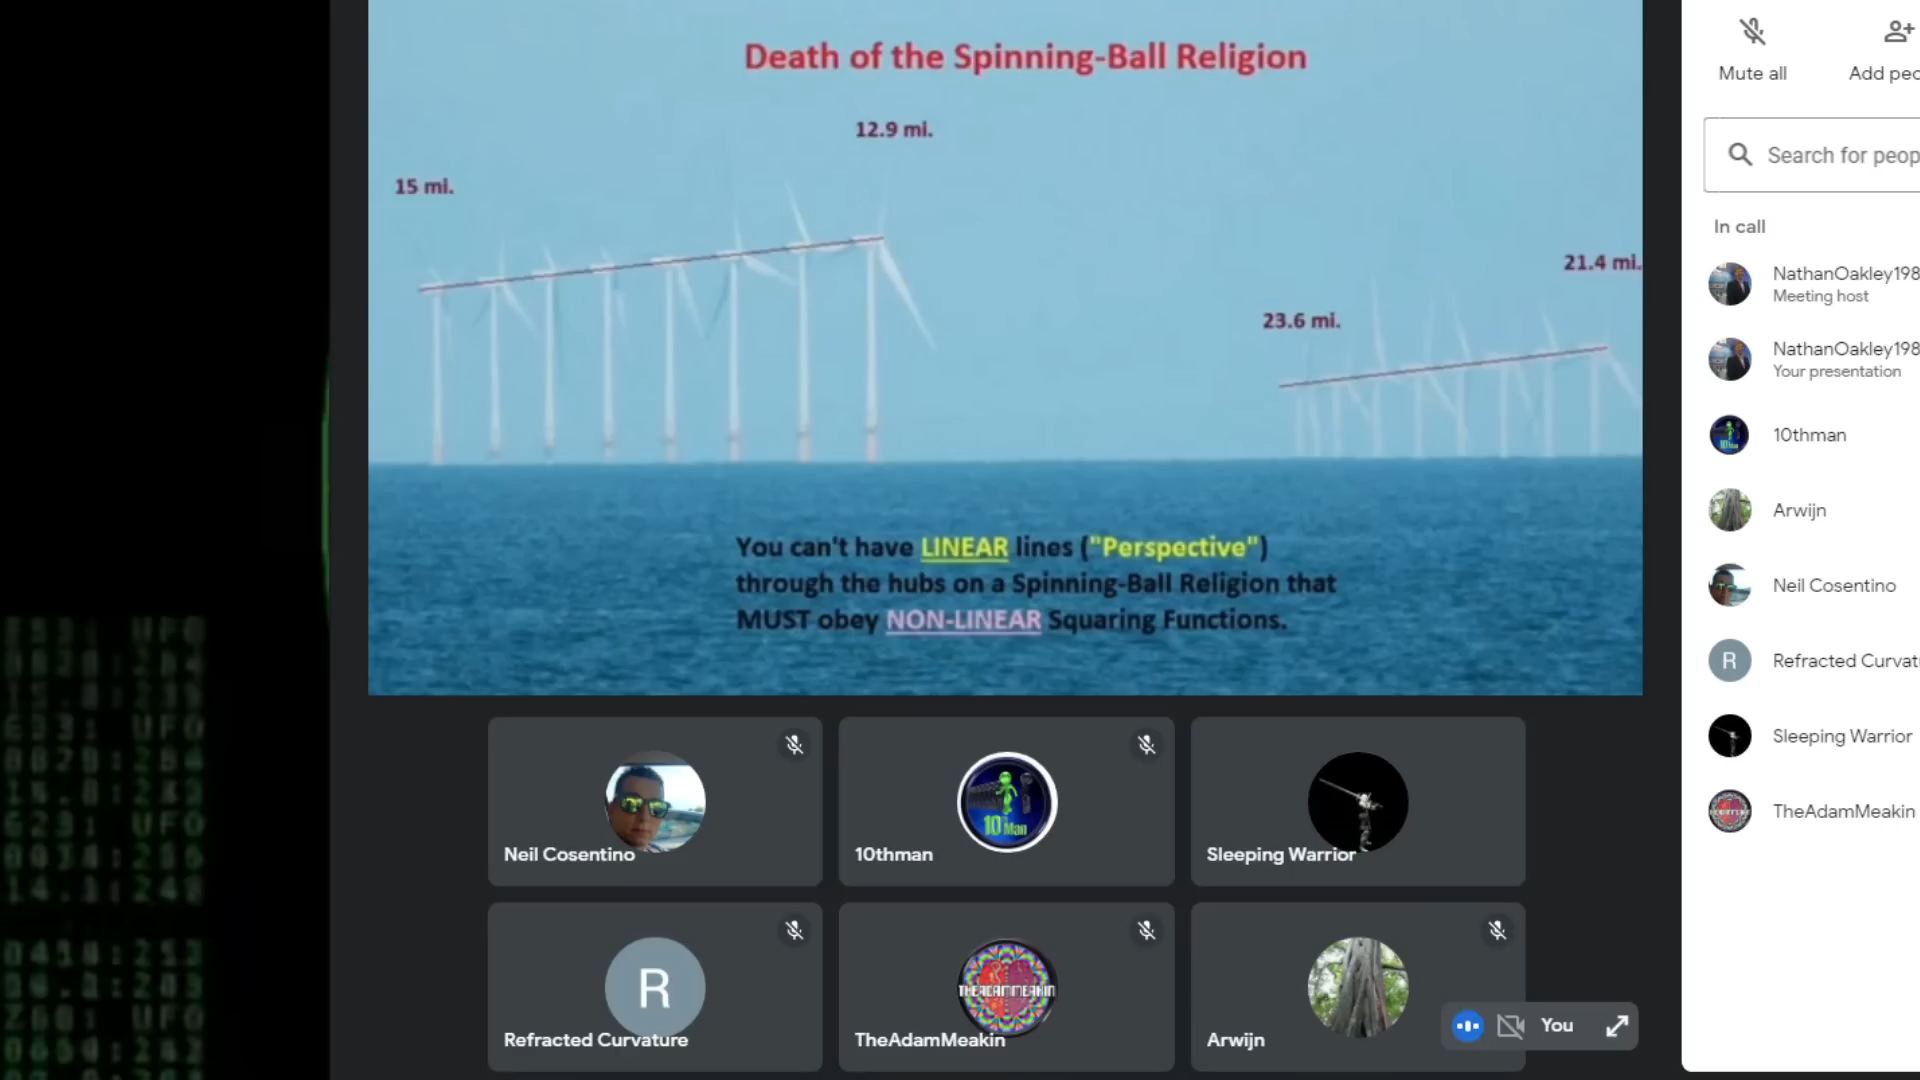 Death of the Spinning-Ball Religion
12.9 mi.
15 mi.
21.4 mi.
23.6 mi.
You can't have LINEAR lines ("Perspective")
through the hubs on a Spinning-Ball Religion that
MUST obey NON-LINEAR Squaring Functions.
Neil Cosentino
10thman
10th Man
Sleeping Warrior
R
Refracted Curvature
THEADAMMEAKIN
TheAdamMeakin
Arwijn
You
Mute all
Add peo
Search for peop
In call
NathanOakley198
Meeting host
NathanOakley198
Your presentation
10thman
Arwijn
Neil Cosentino
R
Refracted Curvat
Sleeping Warrior
TheAdamMeakin